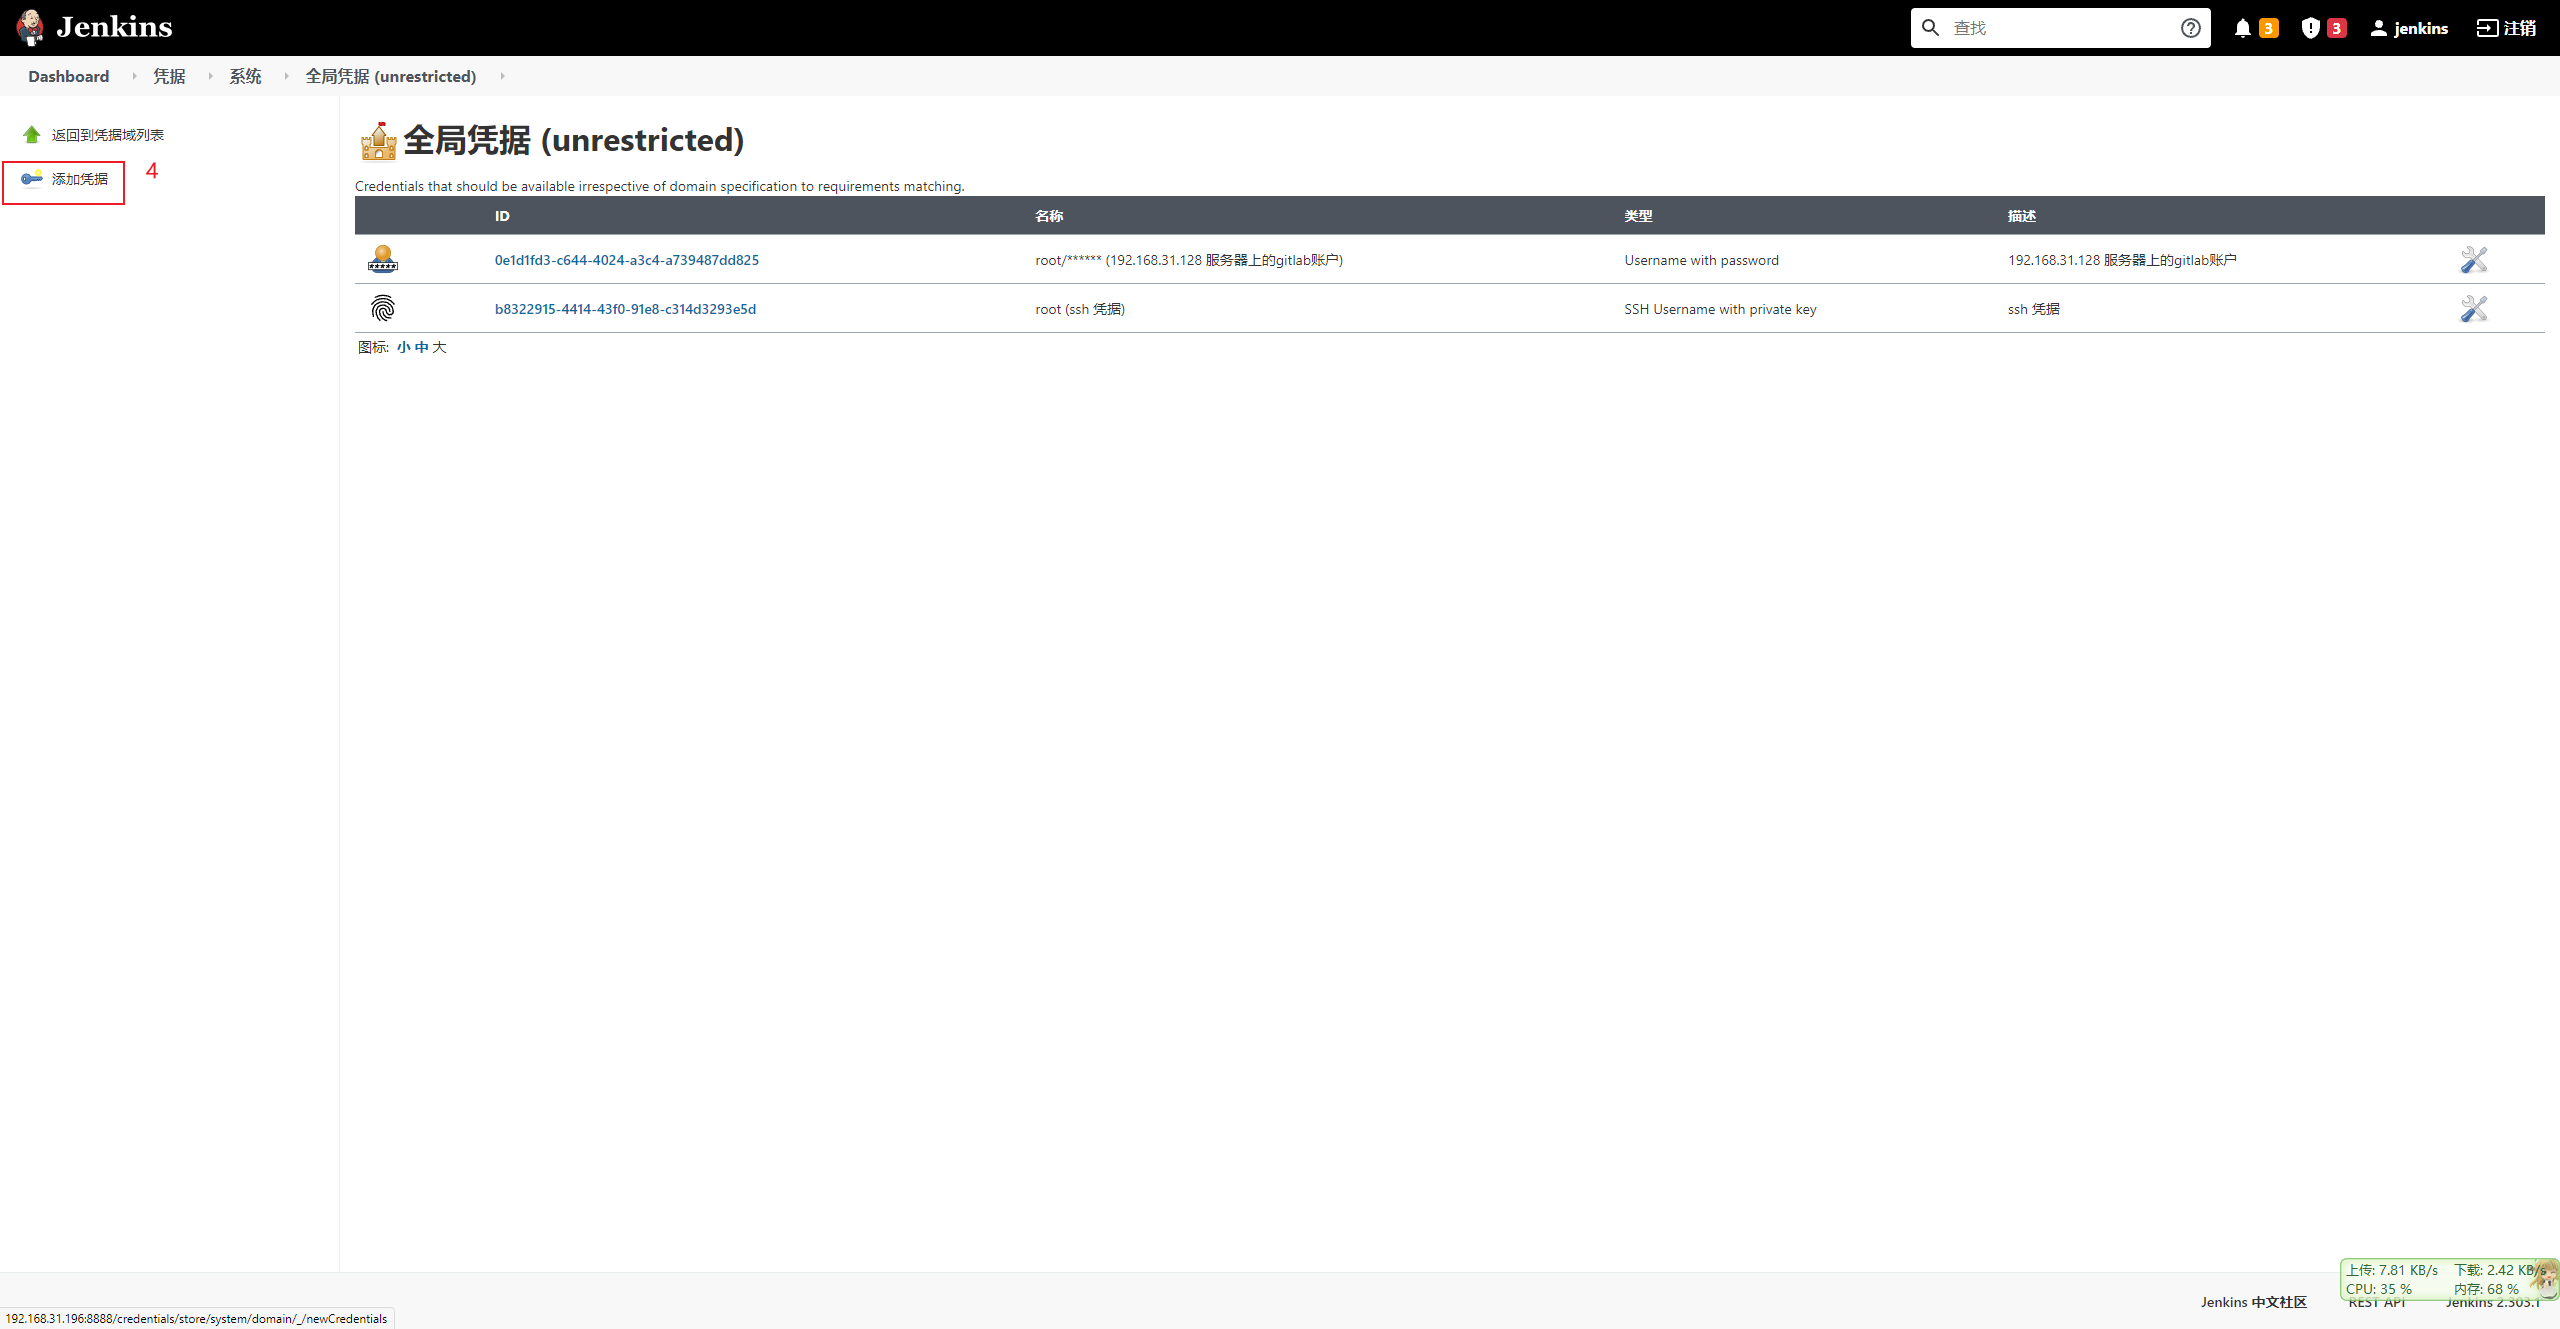 Jenkins
查找
3
3
jenkins
注销
Dashboard
凭据
系统
全局凭据 (unrestricted)
返回到凭据域列表
添加凭据
4
全局凭据 (unrestricted)
Credentials that should be available irrespective of domain specification to requirements matching.
ID 名称 类型 描述
0e1d1fd3-c644-4024-a3c4-a739487dd825 root/****** (192.168.31.128 服务器上的gitlab账户) Username with password 192.168.31.128 服务器上的gitlab账户
b8322915-4414-43f0-91e8-c314d3293e5d root (ssh 凭据) SSH Username with private key ssh 凭据
图标: 小 中 大
上传: 7.81 KB/s 下载: 2.42 KB/s
CPU: 35 % 内存: 68 %
Jenkins 中文社区 REST API Jenkins 2.303.1
192.168.31.196:8888/credentials/store/system/domain/_/newCredentials